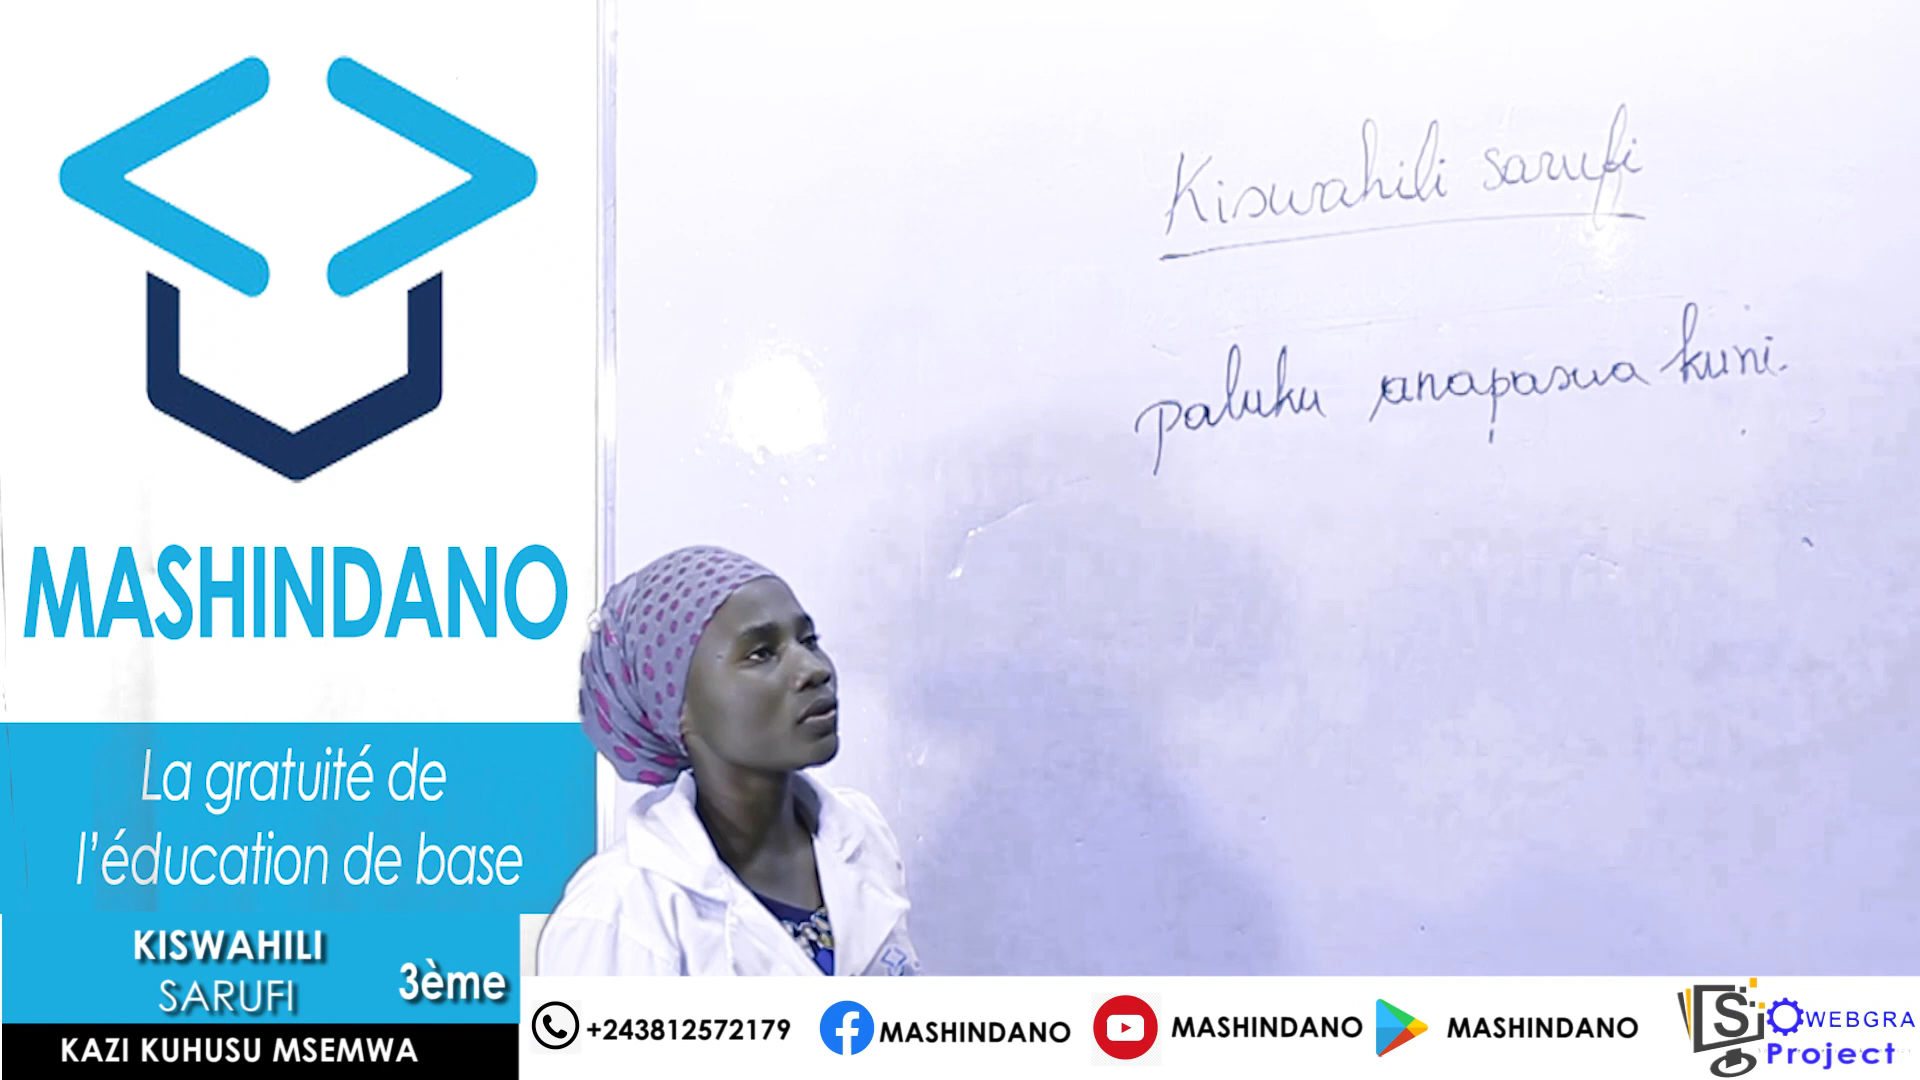 MASHINDANO
La gratuité de
l'éducation de base
KISWAHILI
SARUFI
3ème
KAZI KUHUSU MSEMWA
Kiswahili sarufi
paluku anapasua kuni.
+243812572179
MASHINDANO
MASHINDANO
MASHINDANO
S
WEBGRA
Project